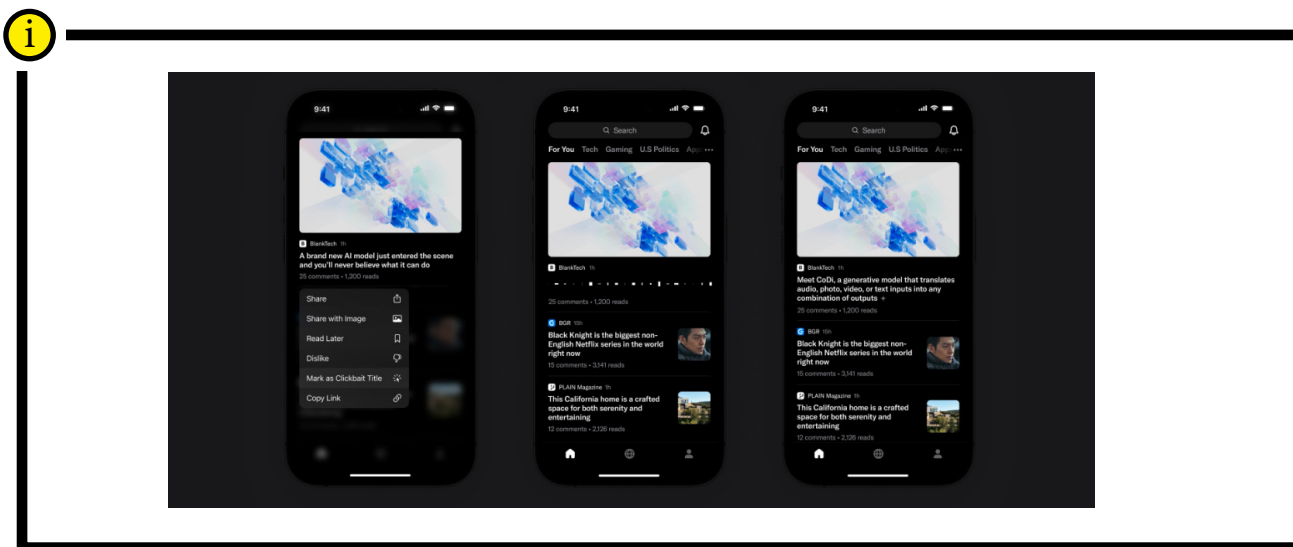 i
9:41
BlankTech 1h
A brand new AI model just entered the scene
and you'll never believe what it can do
25 comments • 1,200 reads
Share
Share with Image
Read Later
Dislike
Mark as Clickbait Title
Copy Link
9:41
Search
For You Tech Gaming U.S Politics
BlankTech 1h
25 comments • 1,200 reads
G BGR 15h
Black Knight is the biggest non-
English Netflix series in the world
right now
15 comments • 3,141 reads
PLAIN Magazine 1h
This California home is a crafted
space for both serenity and
entertaining
12 comments • 2,126 reads
9:41
Search
For You Tech Gaming U.S Politics
BlankTech 1h
Meet CoDi, a generative model that translates
audio, photo, video, or text inputs into any
combination of outputs
25 comments • 1,200 reads
G BGR 15h
Black Knight is the biggest non-
English Netflix series in the world
right now
15 comments • 3,141 reads
PLAIN Magazine 1h
This California home is a crafted
space for both serenity and
entertaining
12 comments • 2,126 reads